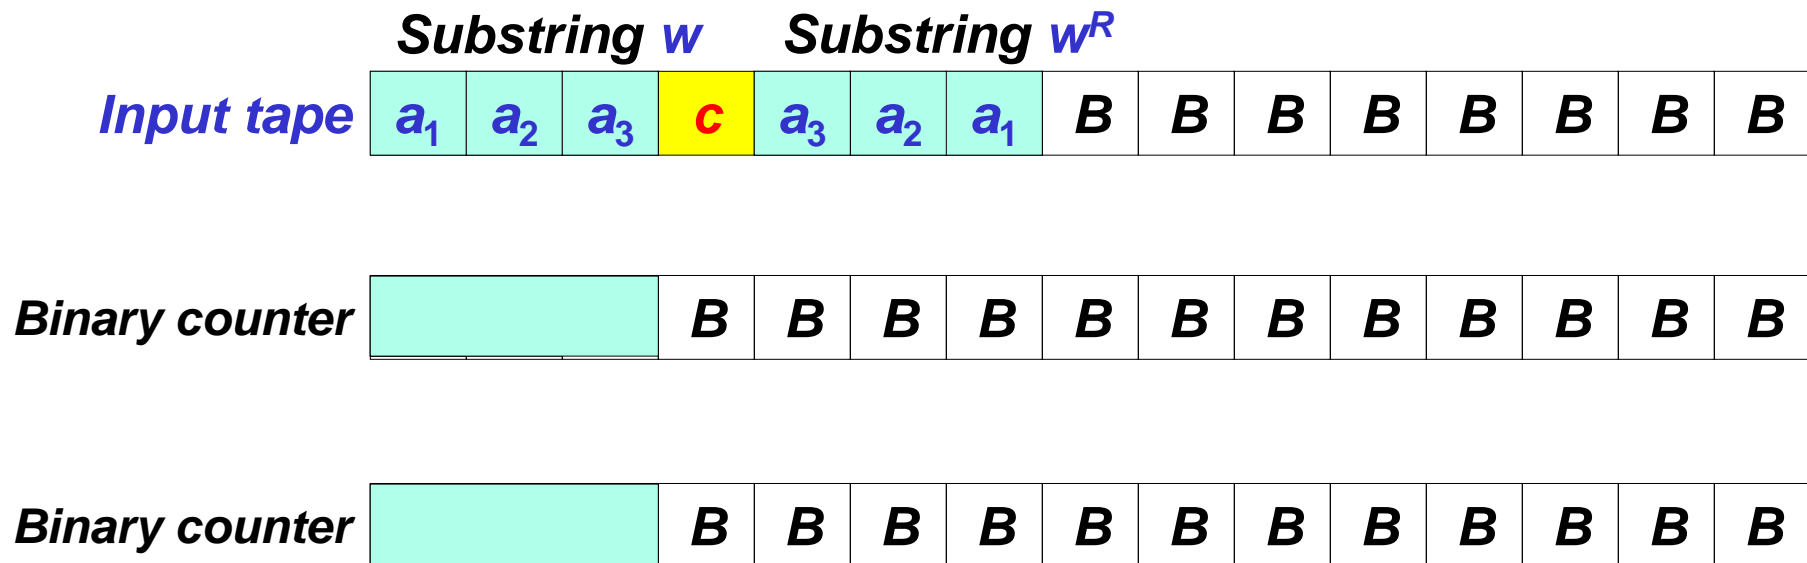 Substring w Substring wᴿ
Input tape a₁ a₂ a₃ c a₃ a₂ a₁ B B B B B B B B
Binary counter B B B B B B B B B B B B
Binary counter B B B B B B B B B B B B